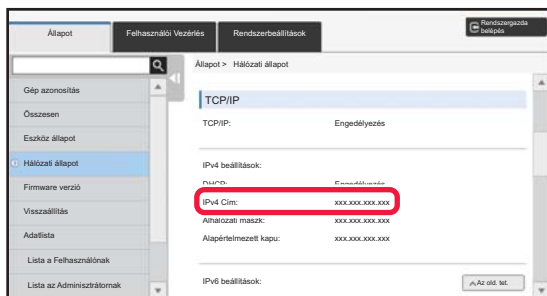 Állapot
Felhasználói Vezérlés
Rendszerbeállítások
Rendszergazda belépés
Állapot > Hálózati állapot
Gép azonosítás
Összesen
Eszköz állapot
Hálózati állapot
Firmware verzió
Visszaállítás
Adatlista
Lista a Felhasználónak
Lista az Adminisztrátornak
TCP/IP
TCP/IP: Engedélyezés
IPv4 beállítások:
DHCP: Engedélyezés
IPv4 Cím: xxx.xxx.xxx.xxx
Alhálózati maszk: xxx.xxx.xxx.xxx
Alapértelmezett kapu: xxx.xxx.xxx.xxx
IPv6 beállítások:
Az old. tet.